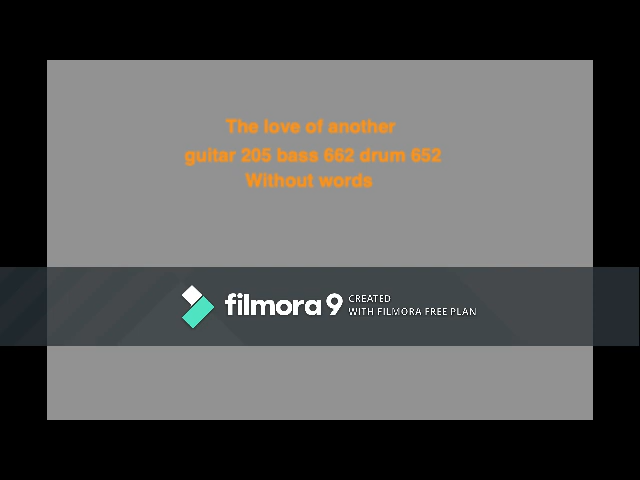 The love of another
guitar 205 bass 662 drum 652
Without words
filmora 9 CREATED
WITH FILMORA FREE PLAN